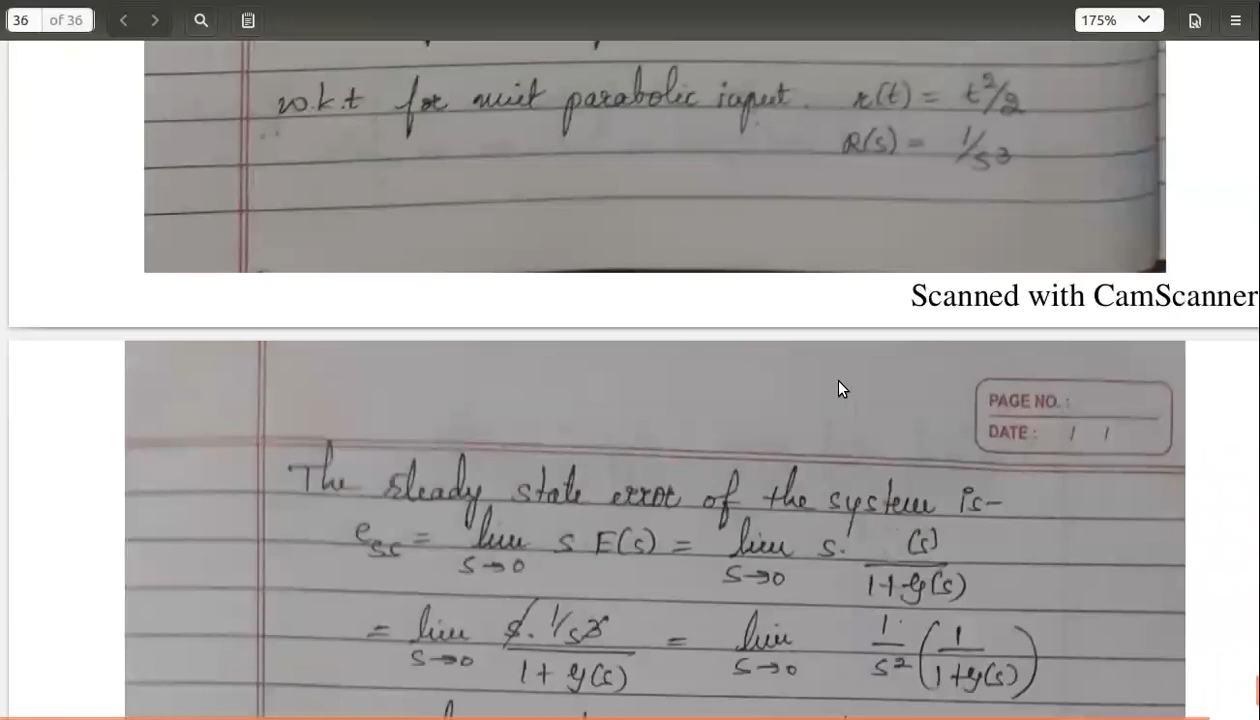 36 of 36 175%
w.k.t for unit parabolic input. r(t) = t²/2
R(s) = 1/s³
Scanned with CamScanner
PAGE NO. :
DATE : / /
The steady state error of the system is-
e_ss = lim s→0 s E(s) = lim s→0 s. (s)/(1+G(s))
= lim s→0 s. 1/s³/(1+G(s)) = lim s→0 1/s² (1/(1+G(s)))